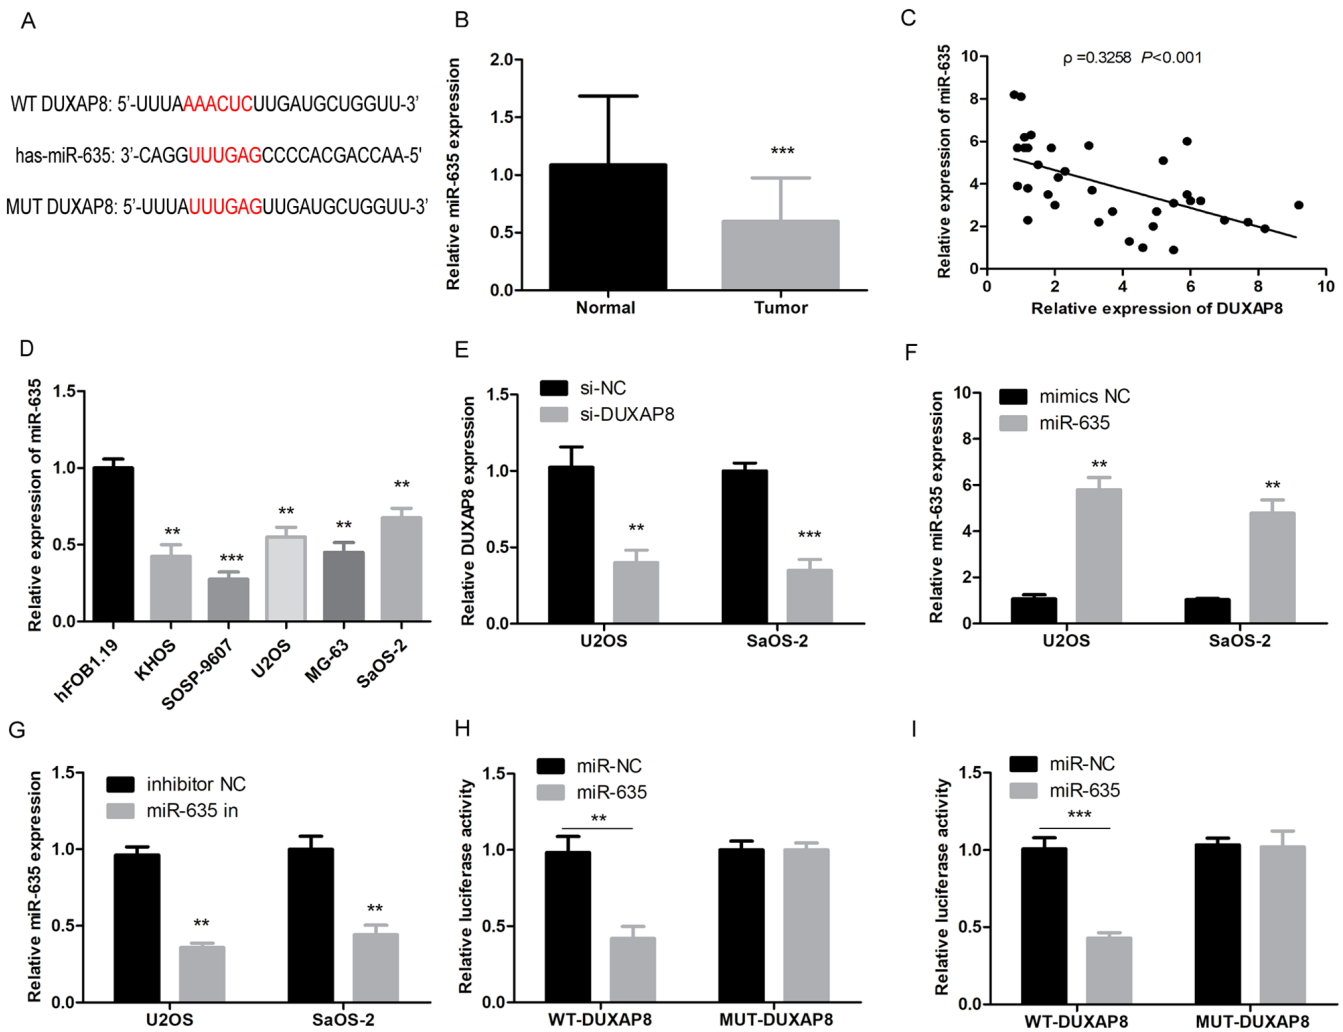 A
WT DUXAP8: 5'-UUUAAAACUCUUGAUGCUGGUU-3'
has-miR-635: 3'-CAGGUUUGAGCCCCACGACCAA-5'
MUT DUXAP8: 5'-UUUAUUUGAGUUGAUGCUGGUU-3'
B
Relative miR-635 expression
2.0
1.5
1.0
0.5
0.0
***
Normal Tumor
C
Relative expression of miR-635
ρ=0.3258 P<0.001
10
8
6
4
2
0
0 2 4 6 8 10
Relative expression of DUXAP8
D
Relative expression of miR-635
1.5
1.0
0.5
0.0
** *** ** ** **
hFOB1.19 KHOS SOSP-9607 U2OS MG-63 SaOS-2
E
Relative DUXAP8 expression
si-NC
si-DUXAP8
1.5
1.0
0.5
0.0
** ***
U2OS SaOS-2
F
Relative miR-635 expression
mimics NC
miR-635
10
8
6
4
2
0
** **
U2OS SaOS-2
G
Relative miR-635 expression
inhibitor NC
miR-635 in
1.5
1.0
0.5
0.0
** **
U2OS SaOS-2
H
Relative luciferase activity
miR-NC
miR-635
1.5
1.0
0.5
0.0
**
WT-DUXAP8 MUT-DUXAP8
I
Relative luciferase activity
miR-NC
miR-635
1.5
1.0
0.5
0.0
***
WT-DUXAP8 MUT-DUXAP8